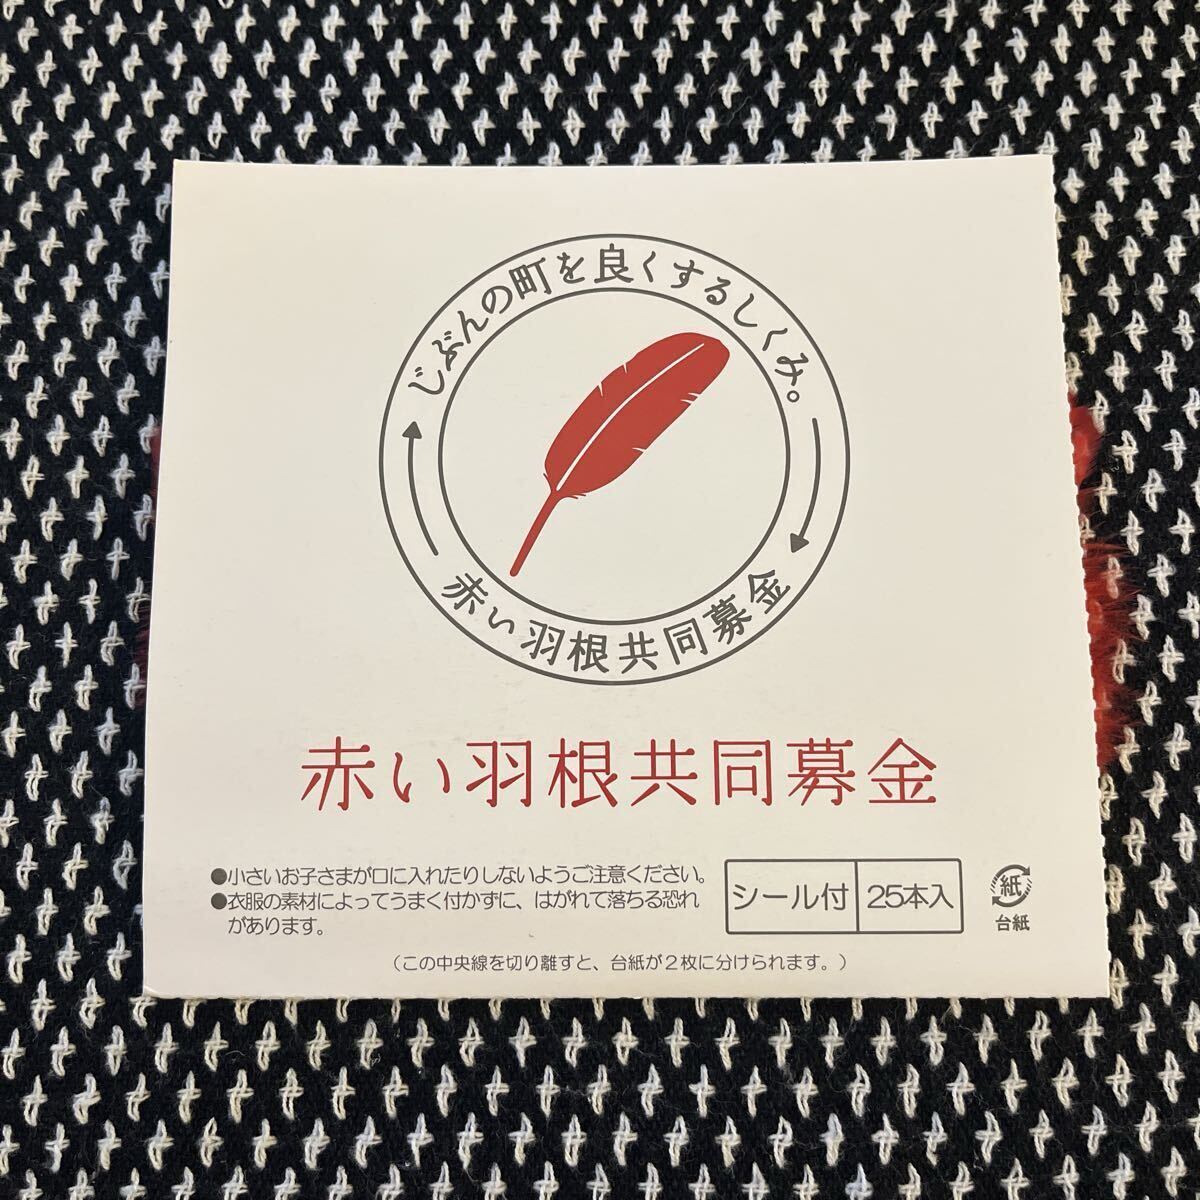 じぶんの町を良くするしくみ。
赤い羽根共同募金
赤い羽根共同募金
●小さいお子さまが口に入れたりしないようご注意ください。
●衣服の素材によってうまく付かずに、はがれて落ちる恐れ
があります。
シール付 25本入
紙
台紙
（この中央線を切り離すと、台紙が2枚に分けられます。）